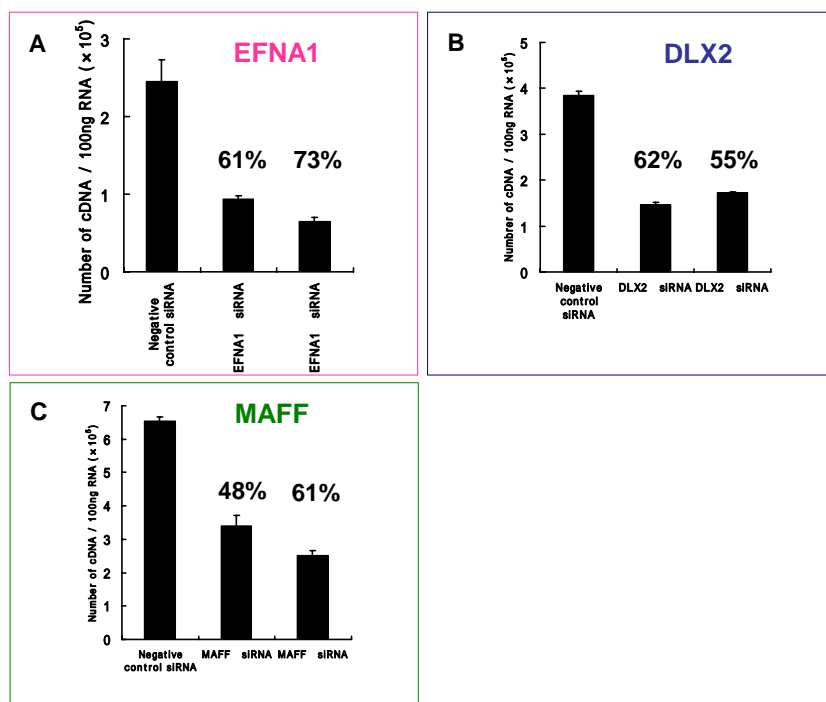 A
EFNA1
Number of cDNA / 100ng RNA (×10⁵)
3
2
1
0
61%
73%
Negative
control siRNA
EFNA1 siRNA
EFNA1 siRNA
B
DLX2
Numbrer of cDNA / 100ng RNA (×10⁵)
5
4
3
2
1
0
62%
55%
Negative
control
siRNA
DLX2 siRNA
DLX2 siRNA
C
MAFF
Number of cDNA / 100ng RNA (×10⁵)
7
6
5
4
3
2
1
0
48%
61%
Negative
control siRNA
MAFF siRNA
MAFF siRNA